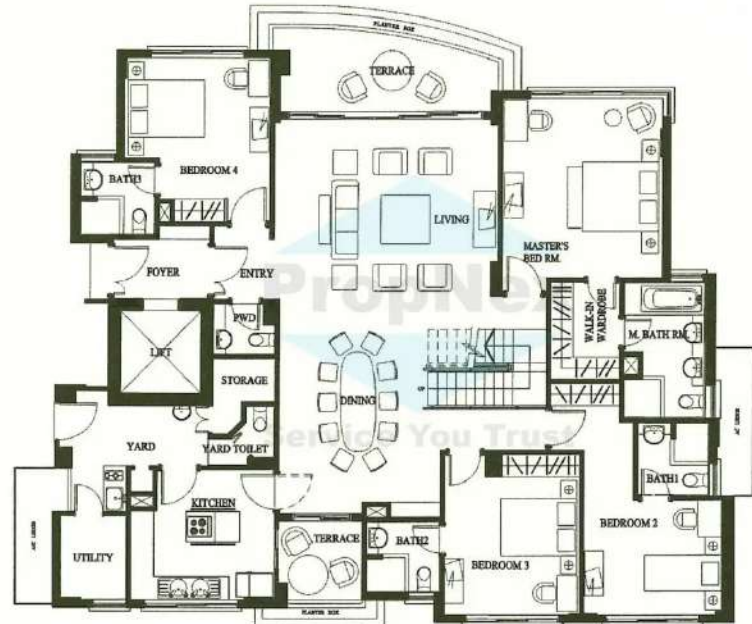 PLANTER BOX
TERRACE
BEDROOM 4
BATH3
LIVING
MASTER'S
BED RM.
FOYER
ENTRY
PropNex
WALK-IN
WARDROBE
PWD
M. BATH RM.
LIFT
STORAGE
UP
DINING
YARD
YARD TOILET
Service You Trust
BATH1
KITCHEN
BEDROOM 2
TERRACE
BATH2
UTILITY
BEDROOM 3
PLANTER BOX